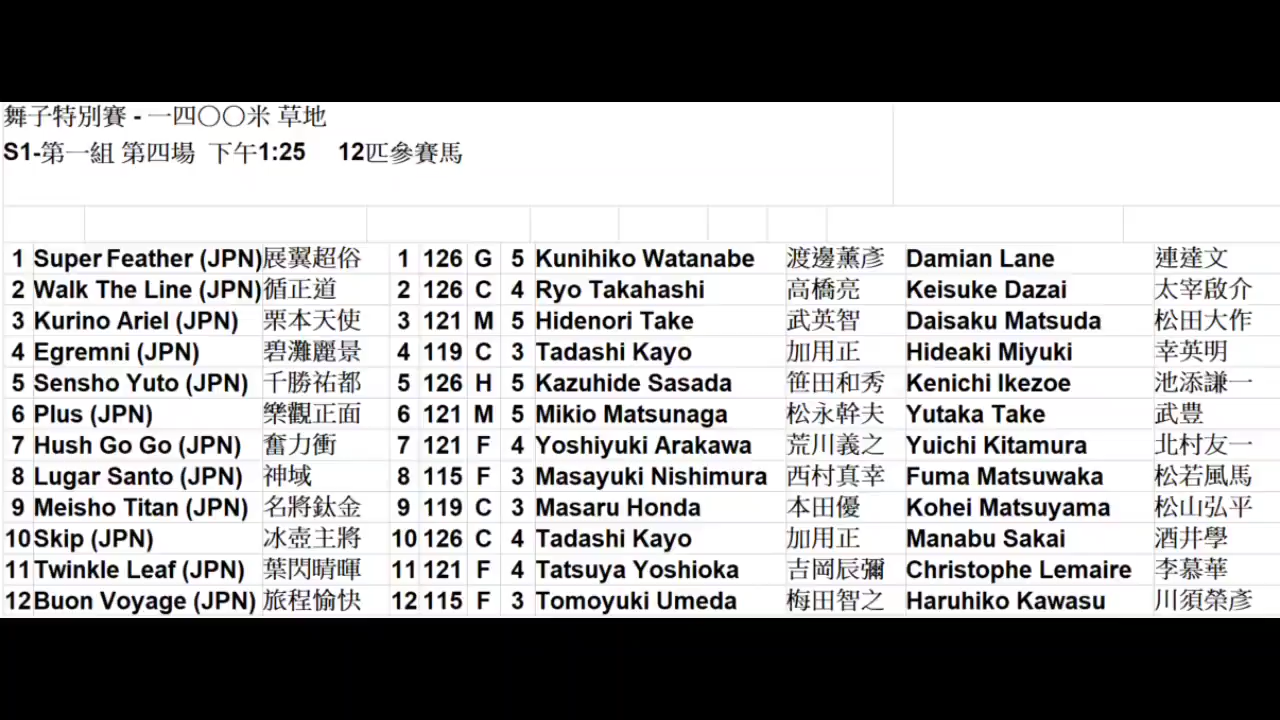 舞子特別賽 - 一四〇〇米 草地
S1-第一組 第四場 下午1:25 12匹參賽馬
1 Super Feather (JPN) 展翼超俗 1 126 G 5 Kunihiko Watanabe 渡邊薰彥 Damian Lane 連達文
2 Walk The Line (JPN) 循正道 2 126 C 4 Ryo Takahashi 高橋亮 Keisuke Dazai 太宰啟介
3 Kurino Ariel (JPN) 栗本天使 3 121 M 5 Hidenori Take 武英智 Daisaku Matsuda 松田大作
4 Egremni (JPN) 碧灘麗景 4 119 C 3 Tadashi Kayo 加用正 Hideaki Miyuki 幸英明
5 Sensho Yuto (JPN) 千勝祐都 5 126 H 5 Kazuhide Sasada 笹田和秀 Kenichi Ikezoe 池添謙一
6 Plus (JPN) 樂觀正面 6 121 M 5 Mikio Matsunaga 松永幹夫 Yutaka Take 武豊
7 Hush Go Go (JPN) 奮力衝 7 121 F 4 Yoshiyuki Arakawa 荒川義之 Yuichi Kitamura 北村友一
8 Lugar Santo (JPN) 神域 8 115 F 3 Masayuki Nishimura 西村真幸 Fuma Matsuwaka 松若風馬
9 Meisho Titan (JPN) 名將鈦金 9 119 C 3 Masaru Honda 本田優 Kohei Matsuyama 松山弘平
10 Skip (JPN) 冰壺主將 10 126 C 4 Tadashi Kayo 加用正 Manabu Sakai 酒井學
11 Twinkle Leaf (JPN) 葉閃晴暉 11 121 F 4 Tatsuya Yoshioka 吉岡辰彌 Christophe Lemaire 李慕華
12 Buon Voyage (JPN) 旅程愉快 12 115 F 3 Tomoyuki Umeda 梅田智之 Haruhiko Kawasu 川須榮彥